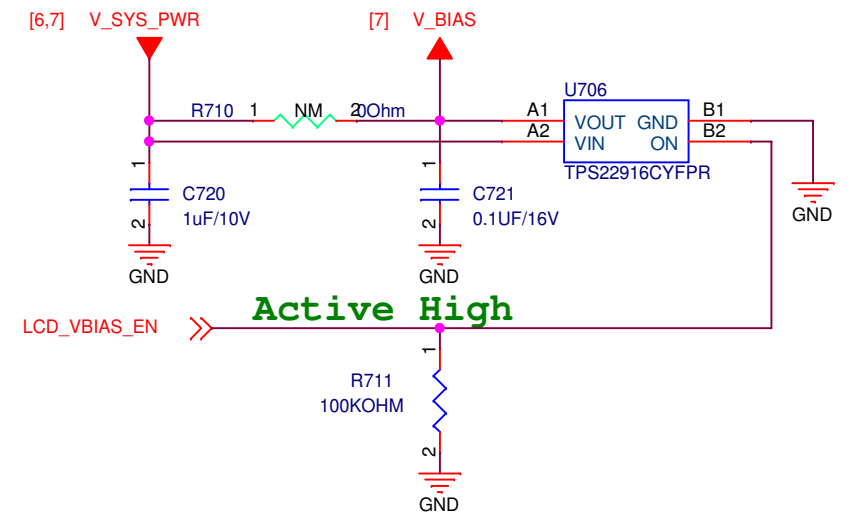 [6,7] V_SYS_PWR
[7] V_BIAS
U706
R710 1 NM 2 0Ohm
A1 VOUT GND B1
A2 VIN ON B2
TPS22916CYFPR
1
C720
1uF/10V
2
GND
1
C721
0.1UF/16V
2
GND
GND
Active High
LCD_VBIAS_EN
1
R711
100KOHM
2
GND